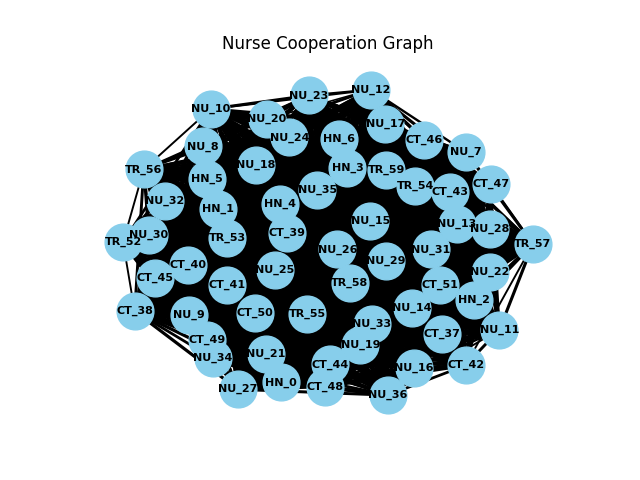 Nurse Cooperation Graph
NU_12
NU_23
NU_10
NU_20
NU_17
NU_24
HN_6
CT_46
NU_8
NU_7
NU_18
HN_3
TR_56
TR_59
HN_5
CT_47
TR_54
NU_35
CT_43
NU_32
HN_4
HN_1
NU_15
NU_13
NU_28
CT_39
NU_30
TR_53
TR_52
TR_57
NU_26
NU_31
NU_29
CT_40
NU_25
NU_22
CT_45
TR_58
CT_41
CT_51
HN_2
NU_14
CT_38
CT_50
TR_55
NU_9
NU_33
NU_11
CT_37
CT_49
NU_19
NU_21
NU_34
CT_44
CT_42
NU_16
HN_0
CT_48
NU_27
NU_36